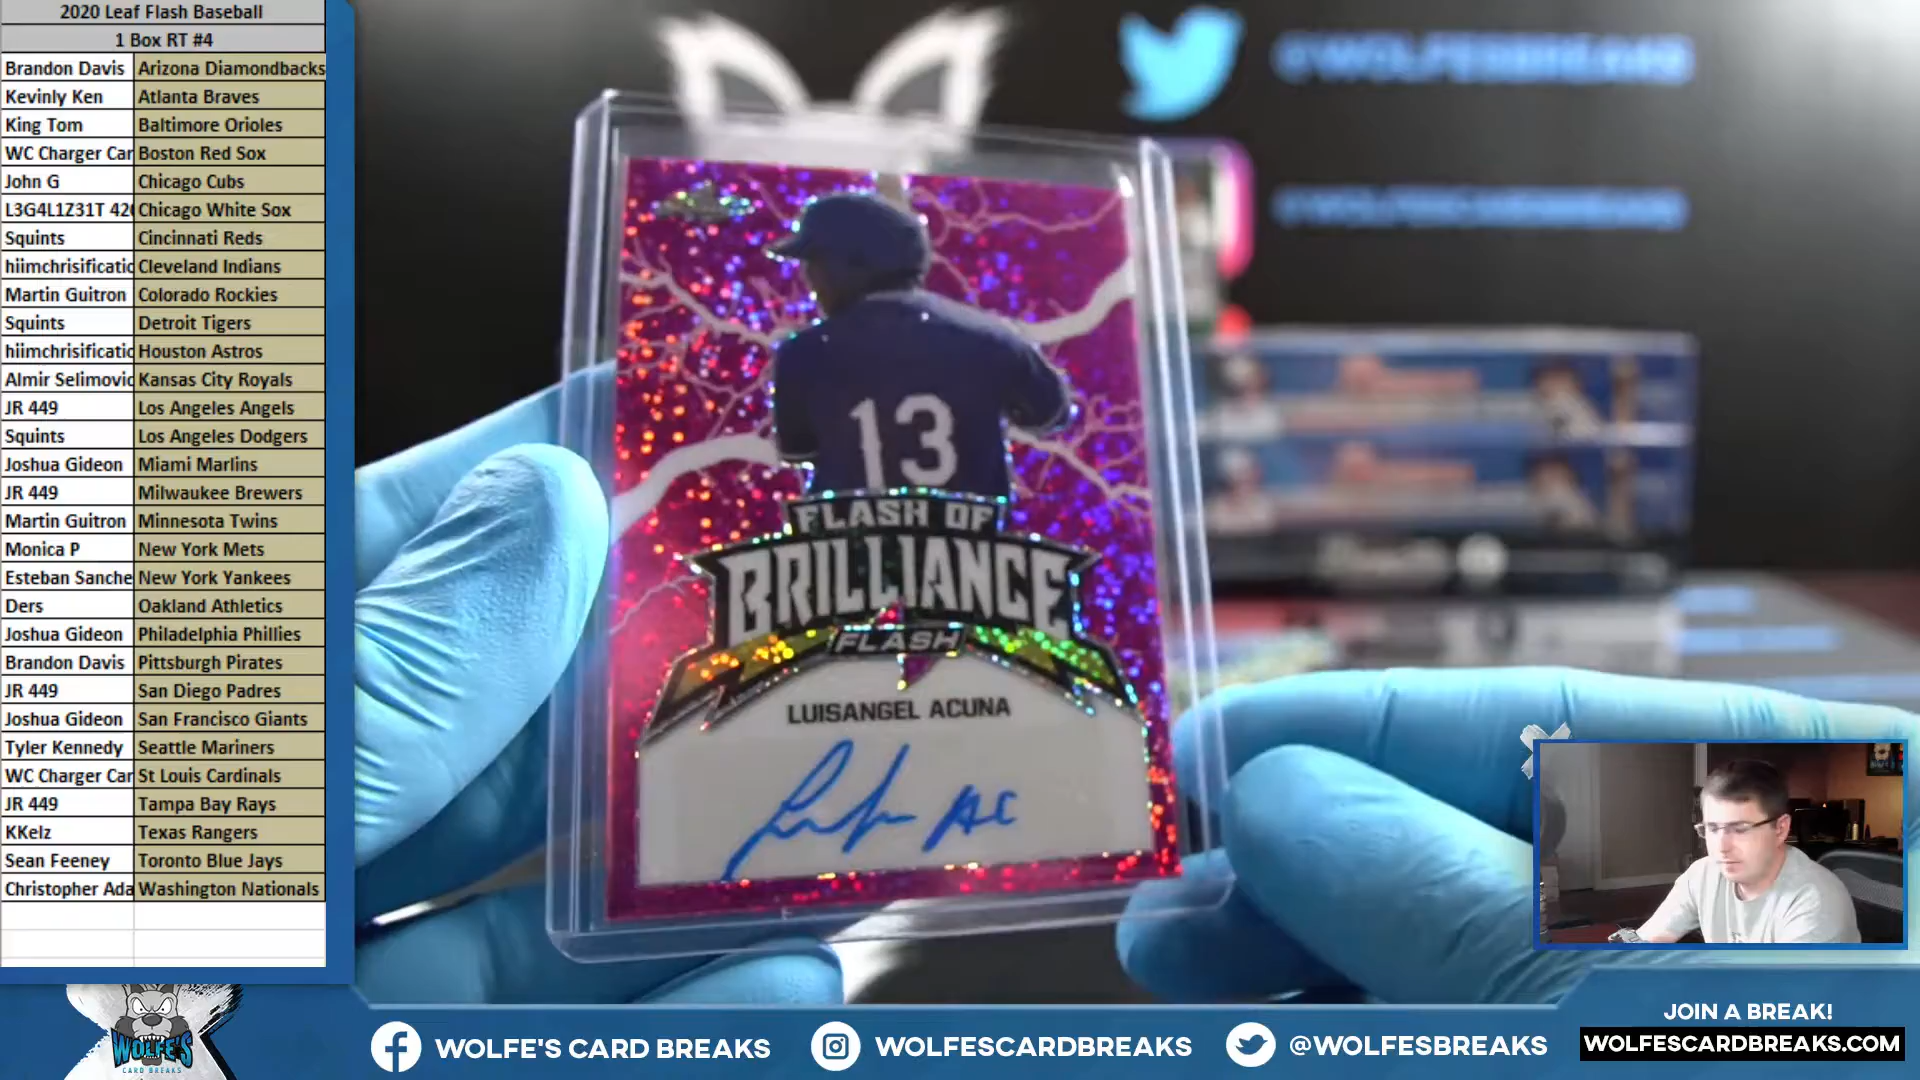 2020 Leaf Flash Baseball
1 Box RT #4
Brandon Davis Arizona Diamondbacks
Kevinly Ken Atlanta Braves
King Tom Baltimore Orioles
WC Charger Car Boston Red Sox
John G Chicago Cubs
L3G4L1Z31T 42 Chicago White Sox
Squints Cincinnati Reds
hiimchrisificatio Cleveland Indians
Martin Guitron Colorado Rockies
Squints Detroit Tigers
hiimchrisificatio Houston Astros
Almir Selimovic Kansas City Royals
JR 449 Los Angeles Angels
Squints Los Angeles Dodgers
Joshua Gideon Miami Marlins
JR 449 Milwaukee Brewers
Martin Guitron Minnesota Twins
Monica P New York Mets
Esteban Sanche New York Yankees
Ders Oakland Athletics
Joshua Gideon Philadelphia Phillies
Brandon Davis Pittsburgh Pirates
JR 449 San Diego Padres
Joshua Gideon San Francisco Giants
Tyler Kennedy Seattle Mariners
WC Charger Car St Louis Cardinals
JR 449 Tampa Bay Rays
KKelz Texas Rangers
Sean Feeney Toronto Blue Jays
Christopher Ada Washington Nationals
@WOLFESBREAKS
@WOLFESCARDBREAKS
13
FLASH OF
BRILLIANCE
FLASH
LUISANGEL ACUNA
WOLFE'S
CARD BREAKS
WOLFE'S CARD BREAKS
WOLFESCARDBREAKS
@WOLFESBREAKS
JOIN A BREAK!
WOLFESCARDBREAKS.COM